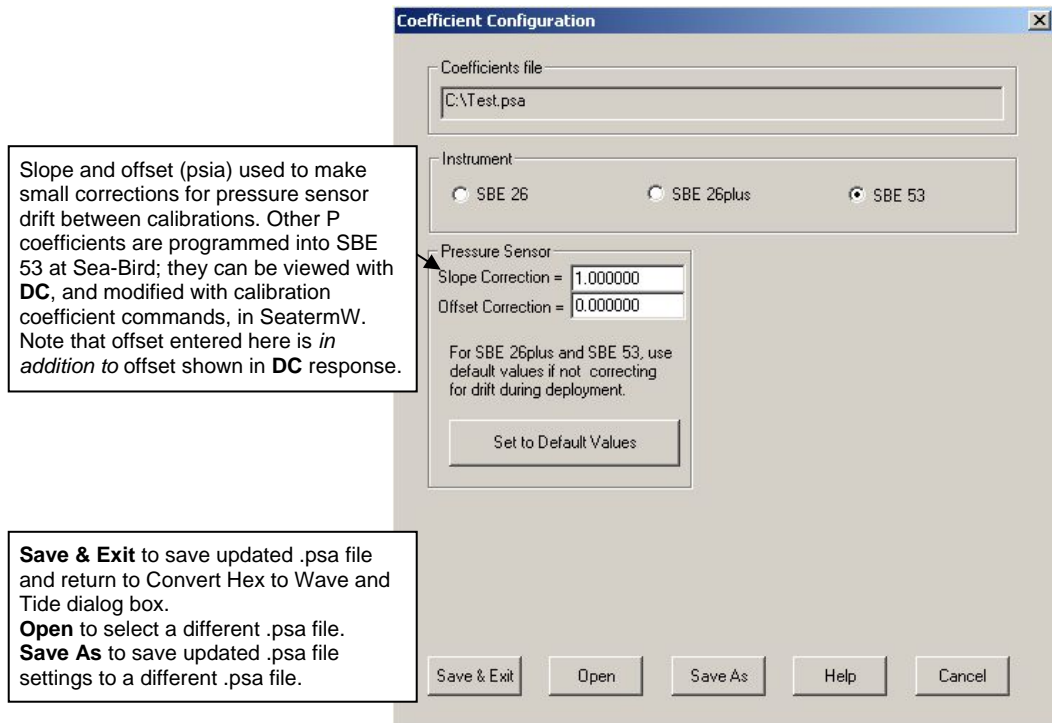 Coefficient Configuration
Coefficients file
C:\Test.psa
Slope and offset (psia) used to make
small corrections for pressure sensor
drift between calibrations. Other P
coefficients are programmed into SBE
53 at Sea-Bird; they can be viewed with
DC, and modified with calibration
coefficient commands, in SeatermW.
Note that offset entered here is in
addition to offset shown in DC response.
Instrument
SBE 26 SBE 26plus SBE 53
Pressure Sensor
Slope Correction = 1.000000
Offset Correction = 0.000000
For SBE 26plus and SBE 53, use
default values if not correcting
for drift during deployment.
Set to Default Values
Save & Exit to save updated .psa file
and return to Convert Hex to Wave and
Tide dialog box.
Open to select a different .psa file.
Save As to save updated .psa file
settings to a different .psa file.
Save & Exit Open Save As Help Cancel